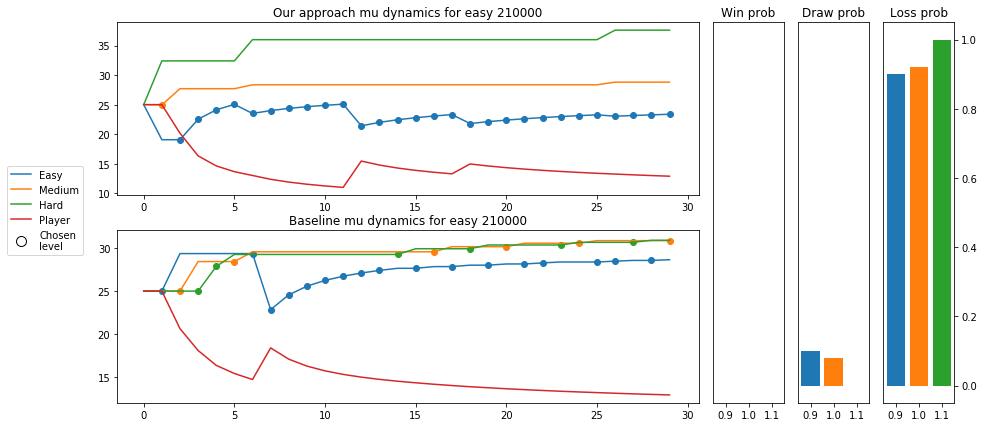 Our approach mu dynamics for easy 210000
Win prob
Draw prob
Loss prob
35
30
25
20
15
10
0
5
10
15
20
25
30
Easy
Medium
Hard
Player
Chosen
level
Baseline mu dynamics for easy 210000
30
25
20
15
0
5
10
15
20
25
30
0.9 1.0 1.1
0.9 1.0 1.1
0.9 1.0 1.1
1.0
0.8
0.6
0.4
0.2
0.0